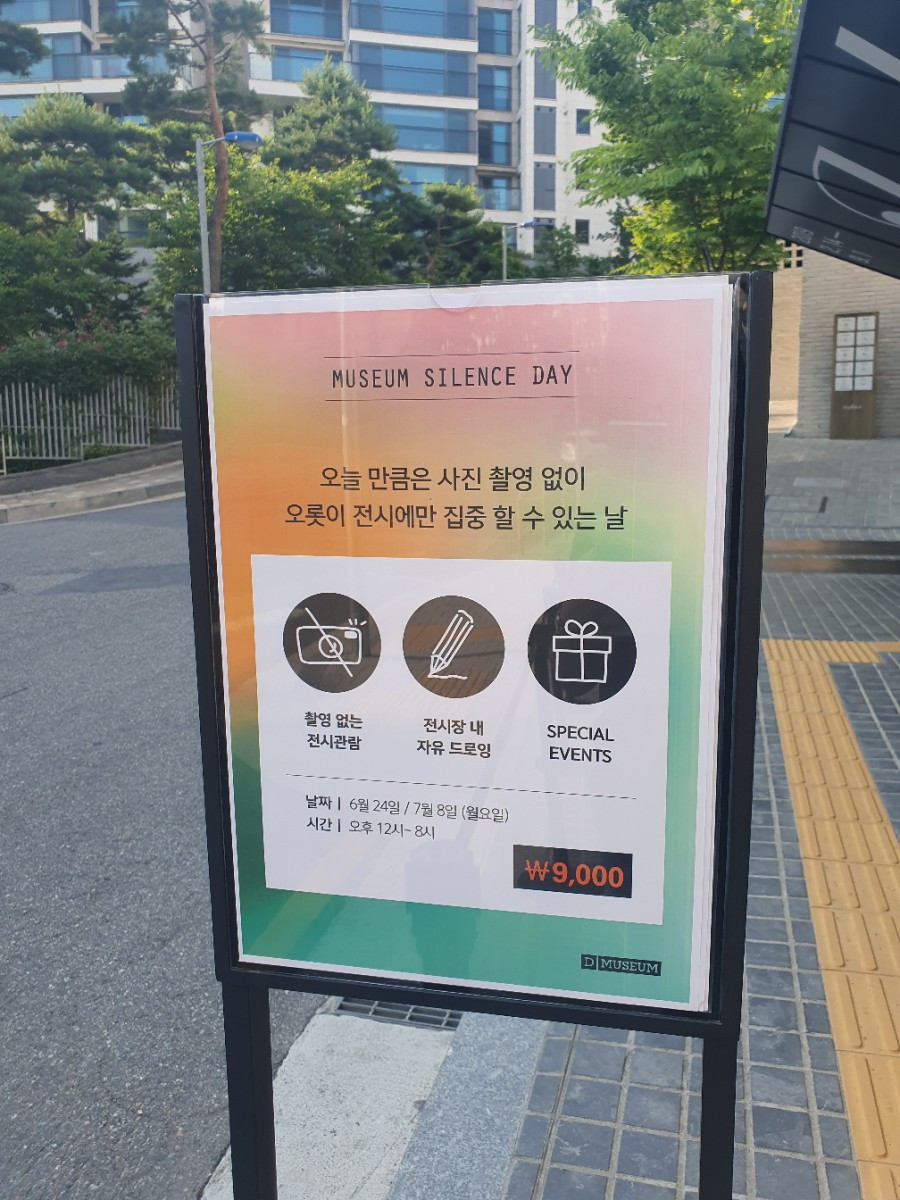 MUSEUM SILENCE DAY
오늘 만큼은 사진 촬영 없이
오롯이 전시에만 집중 할 수 있는 날
촬영 없는
전시관람
전시장 내
자유 드로잉
SPECIAL
EVENTS
날짜 | 6월 24일 / 7월 8일 (월요일)
시간 | 오후 12시~ 8시
₩9,000
D MUSEUM